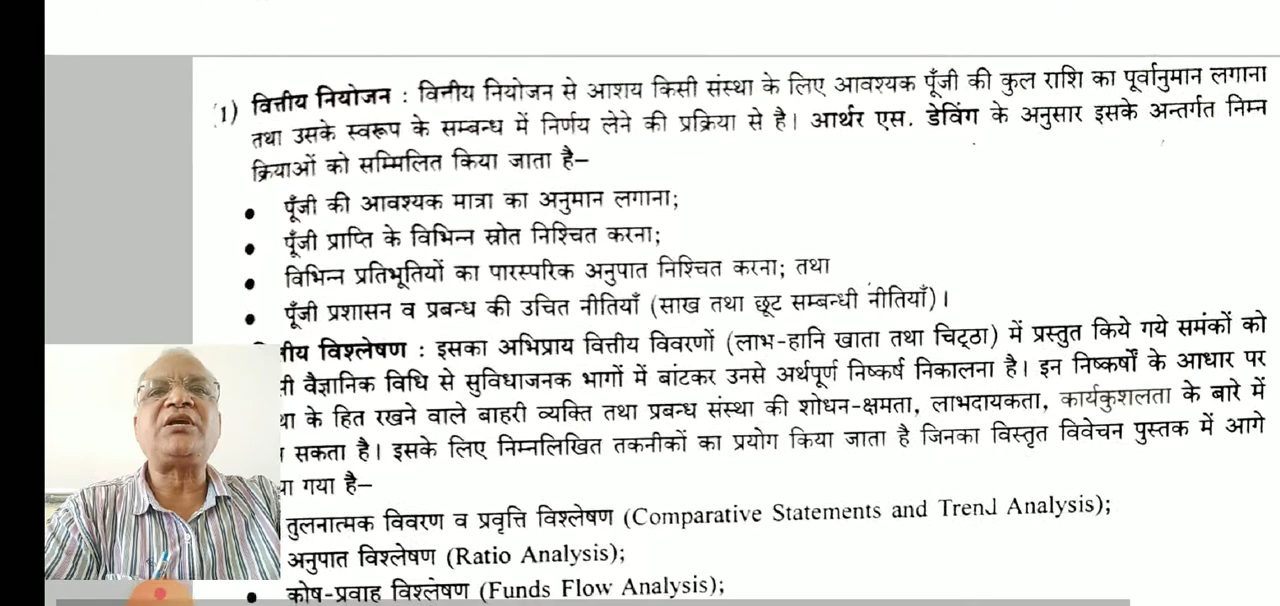 1) वित्तीय नियोजन : वित्तीय नियोजन से आशय किसी संस्था के लिए आवश्यक पूँजी की कुल राशि का पूर्वानुमान लगाना
तथा उसके स्वरूप के सम्बन्ध में निर्णय लेने की प्रक्रिया से है। आर्थर एस. डेविंग के अनुसार इसके अन्तर्गत निम्न
क्रियाओं को सम्मिलित किया जाता है–
• पूँजी की आवश्यक मात्रा का अनुमान लगाना;
• पूँजी प्राप्ति के विभिन्न स्रोत निश्चित करना;
• विभिन्न प्रतिभूतियों का पारस्परिक अनुपात निश्चित करना; तथा
• पूँजी प्रशासन व प्रबन्ध की उचित नीतियाँ (साख तथा छूट सम्बन्धी नीतियाँ)।
विश्लेषण : इसका अभिप्राय वित्तीय विवरणों (लाभ-हानि खाता तथा चिट्ठा) में प्रस्तुत किये गये समंकों को
वैज्ञानिक विधि से सुविधाजनक भागों में बांटकर उनसे अर्थपूर्ण निष्कर्ष निकालना है। इन निष्कर्षों के आधार पर
के हित रखने वाले बाहरी व्यक्ति तथा प्रबन्ध संस्था की शोधन-क्षमता, लाभदायकता, कार्यकुशलता के बारे में
सकता है। इसके लिए निम्नलिखित तकनीकों का प्रयोग किया जाता है जिनका विस्तृत विवेचन पुस्तक में आगे
गया है–
तुलनात्मक विवरण व प्रवृत्ति विश्लेषण (Comparative Statements and Trend Analysis);
अनुपात विश्लेषण (Ratio Analysis);
• कोष-प्रवाह विश्लेषण (Funds Flow Analysis);